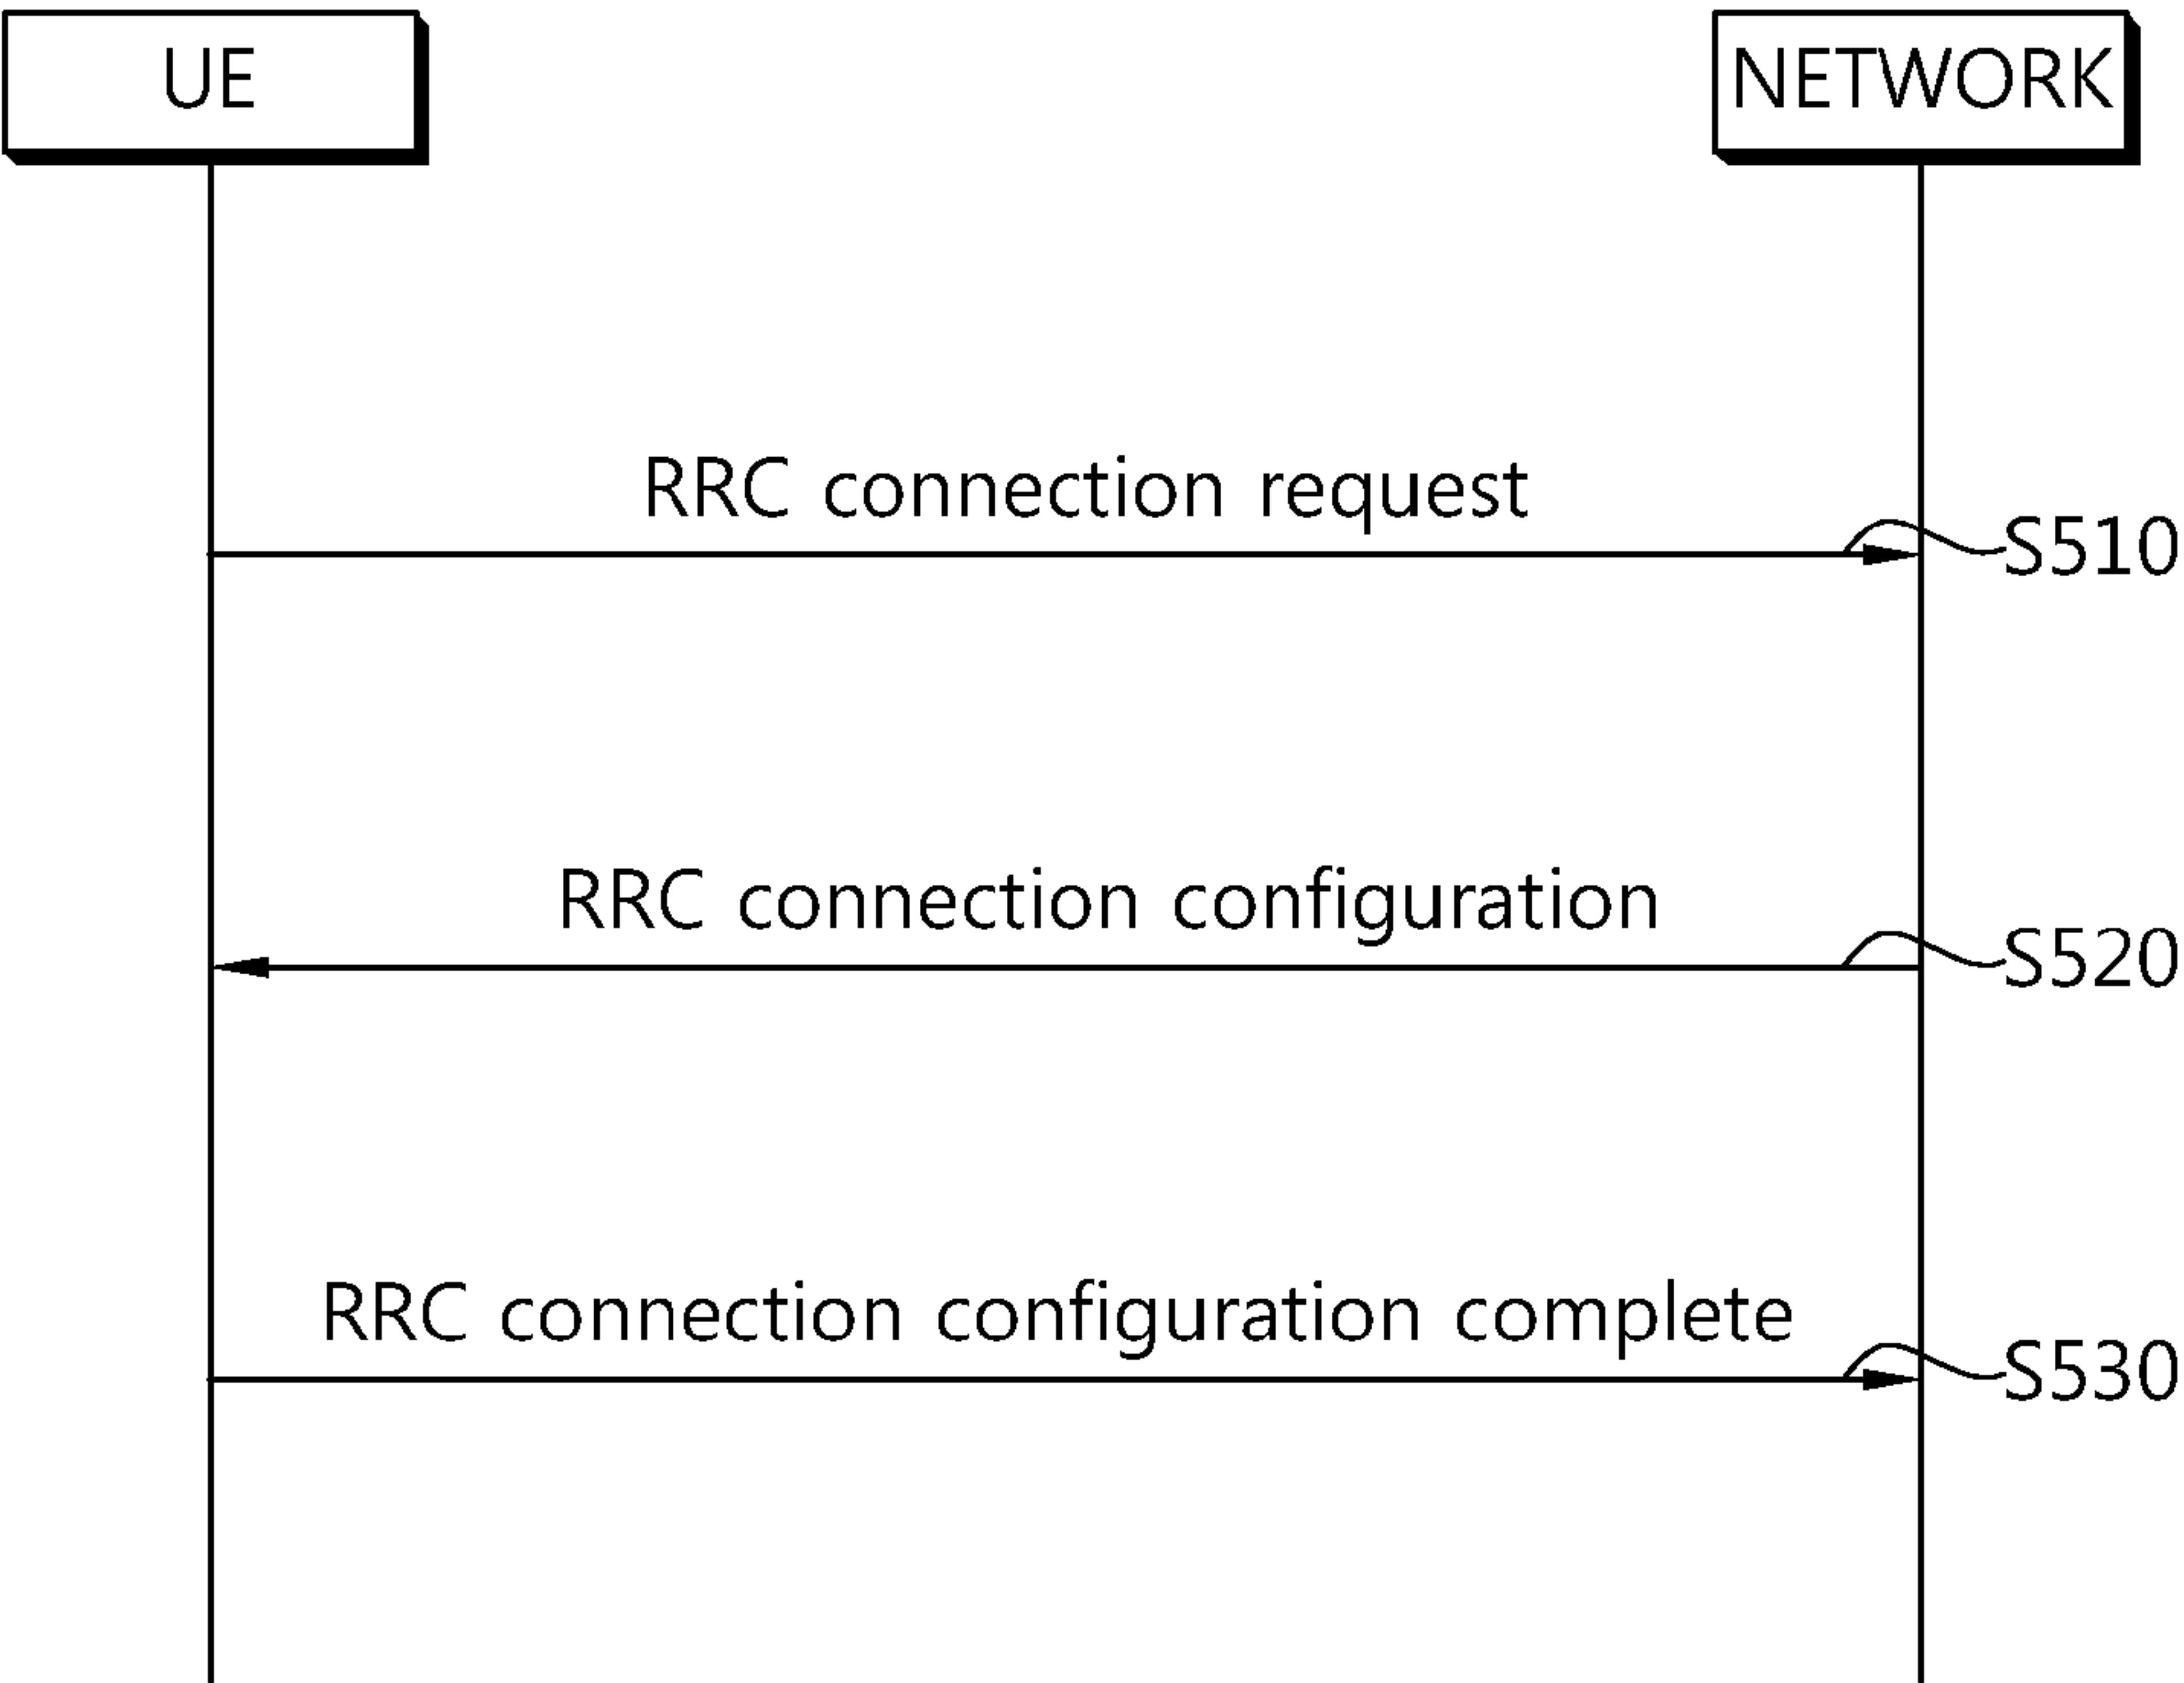 UE
NETWORK
RRC connection request
S510
RRC connection configuration
S520
RRC connection configuration complete
S530